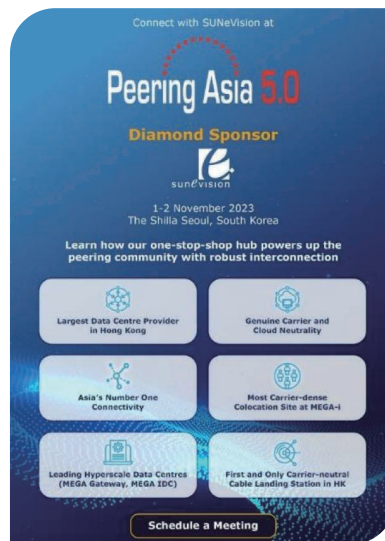 Connect with SUNeVision at
Peering Asia 5.0
Diamond Sponsor
sunevision
1-2 November 2023
The Shilla Seoul, South Korea
Learn how our one-stop-shop hub powers up the
peering community with robust interconnection
Largest Data Centre Provider
in Hong Kong
Genuine Carrier and
Cloud Neutrality
Asia's Number One
Connectivity
Most Carrier-dense
Colocation Site at MEGA-i
Leading Hyperscale Data Centres
(MEGA Gateway, MEGA IDC)
First and Only Carrier-neutral
Cable Landing Station in HK
Schedule a Meeting